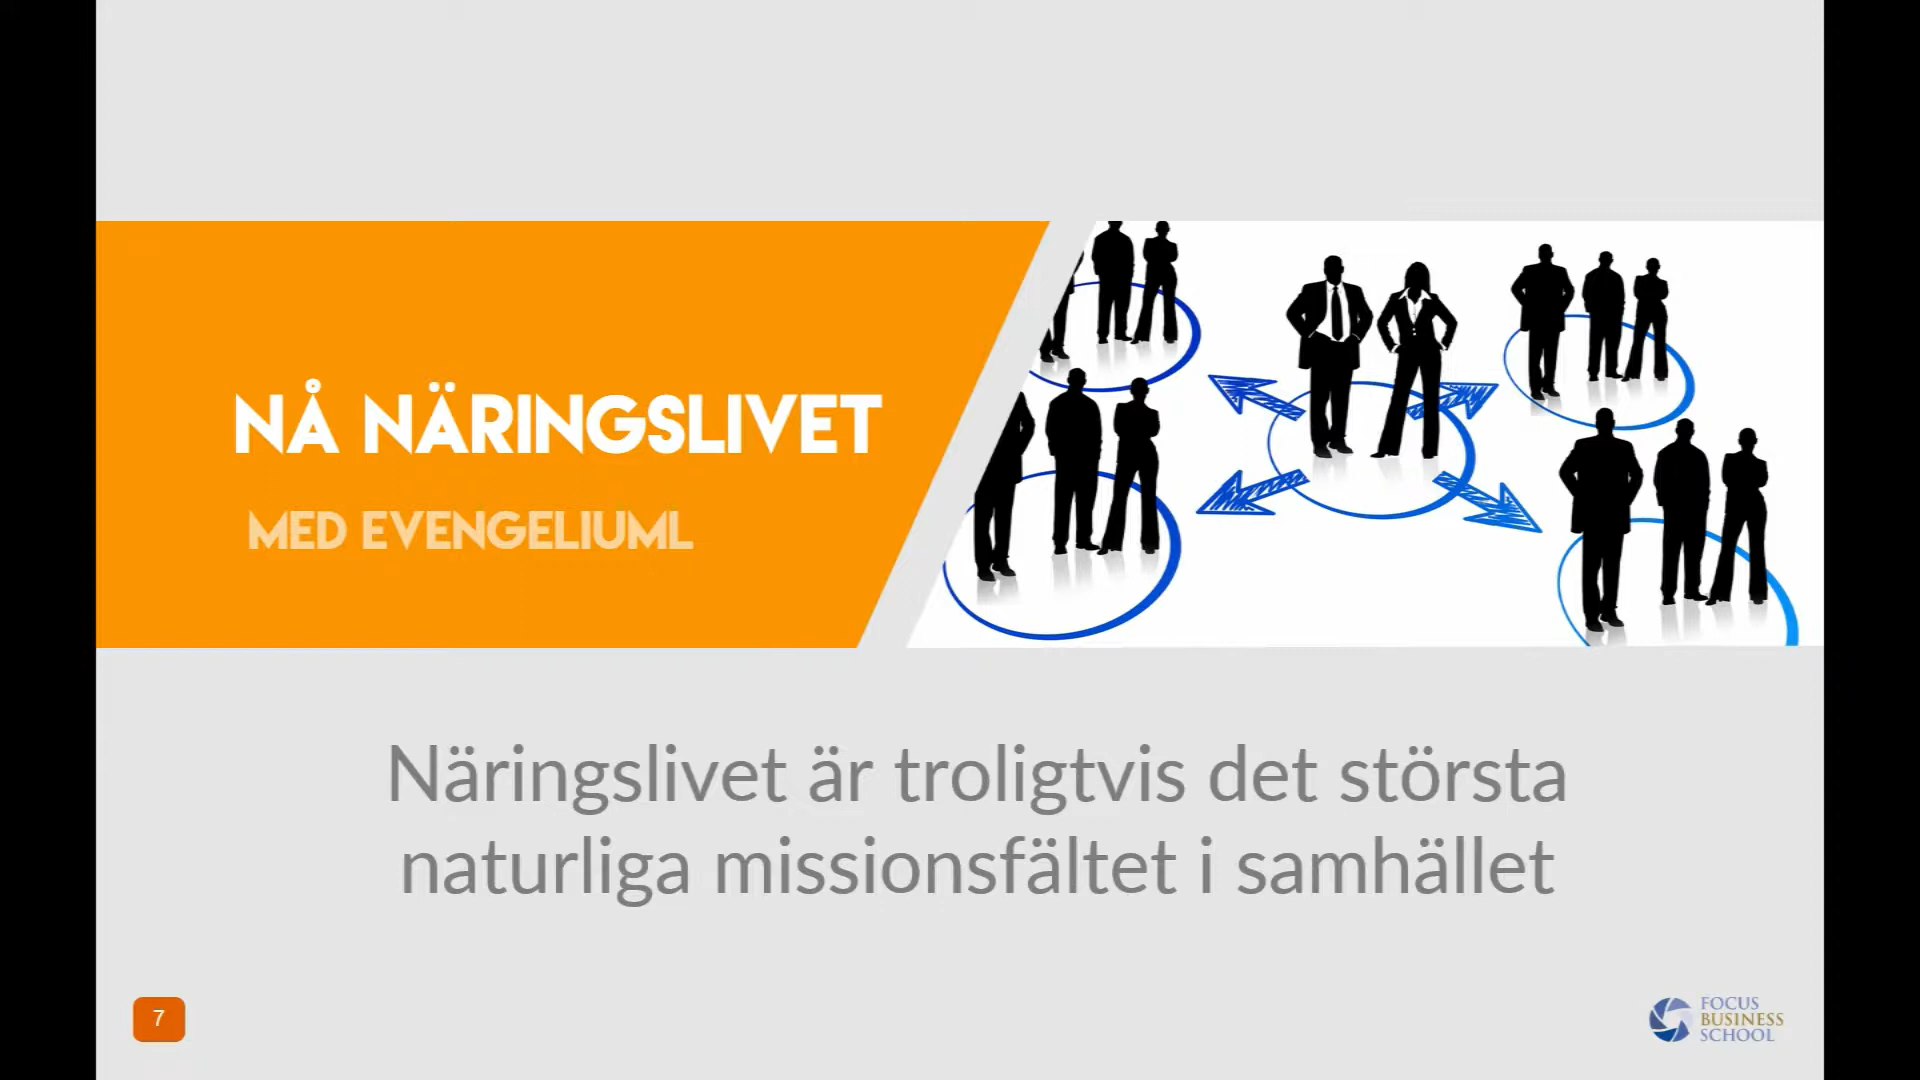 NÅ NÄRINGSLIVET
MED EVENGELIUML
Näringslivet är troligtvis det största
naturliga missionsfältet i samhället
7
FOCUS
BUSINESS
SCHOOL